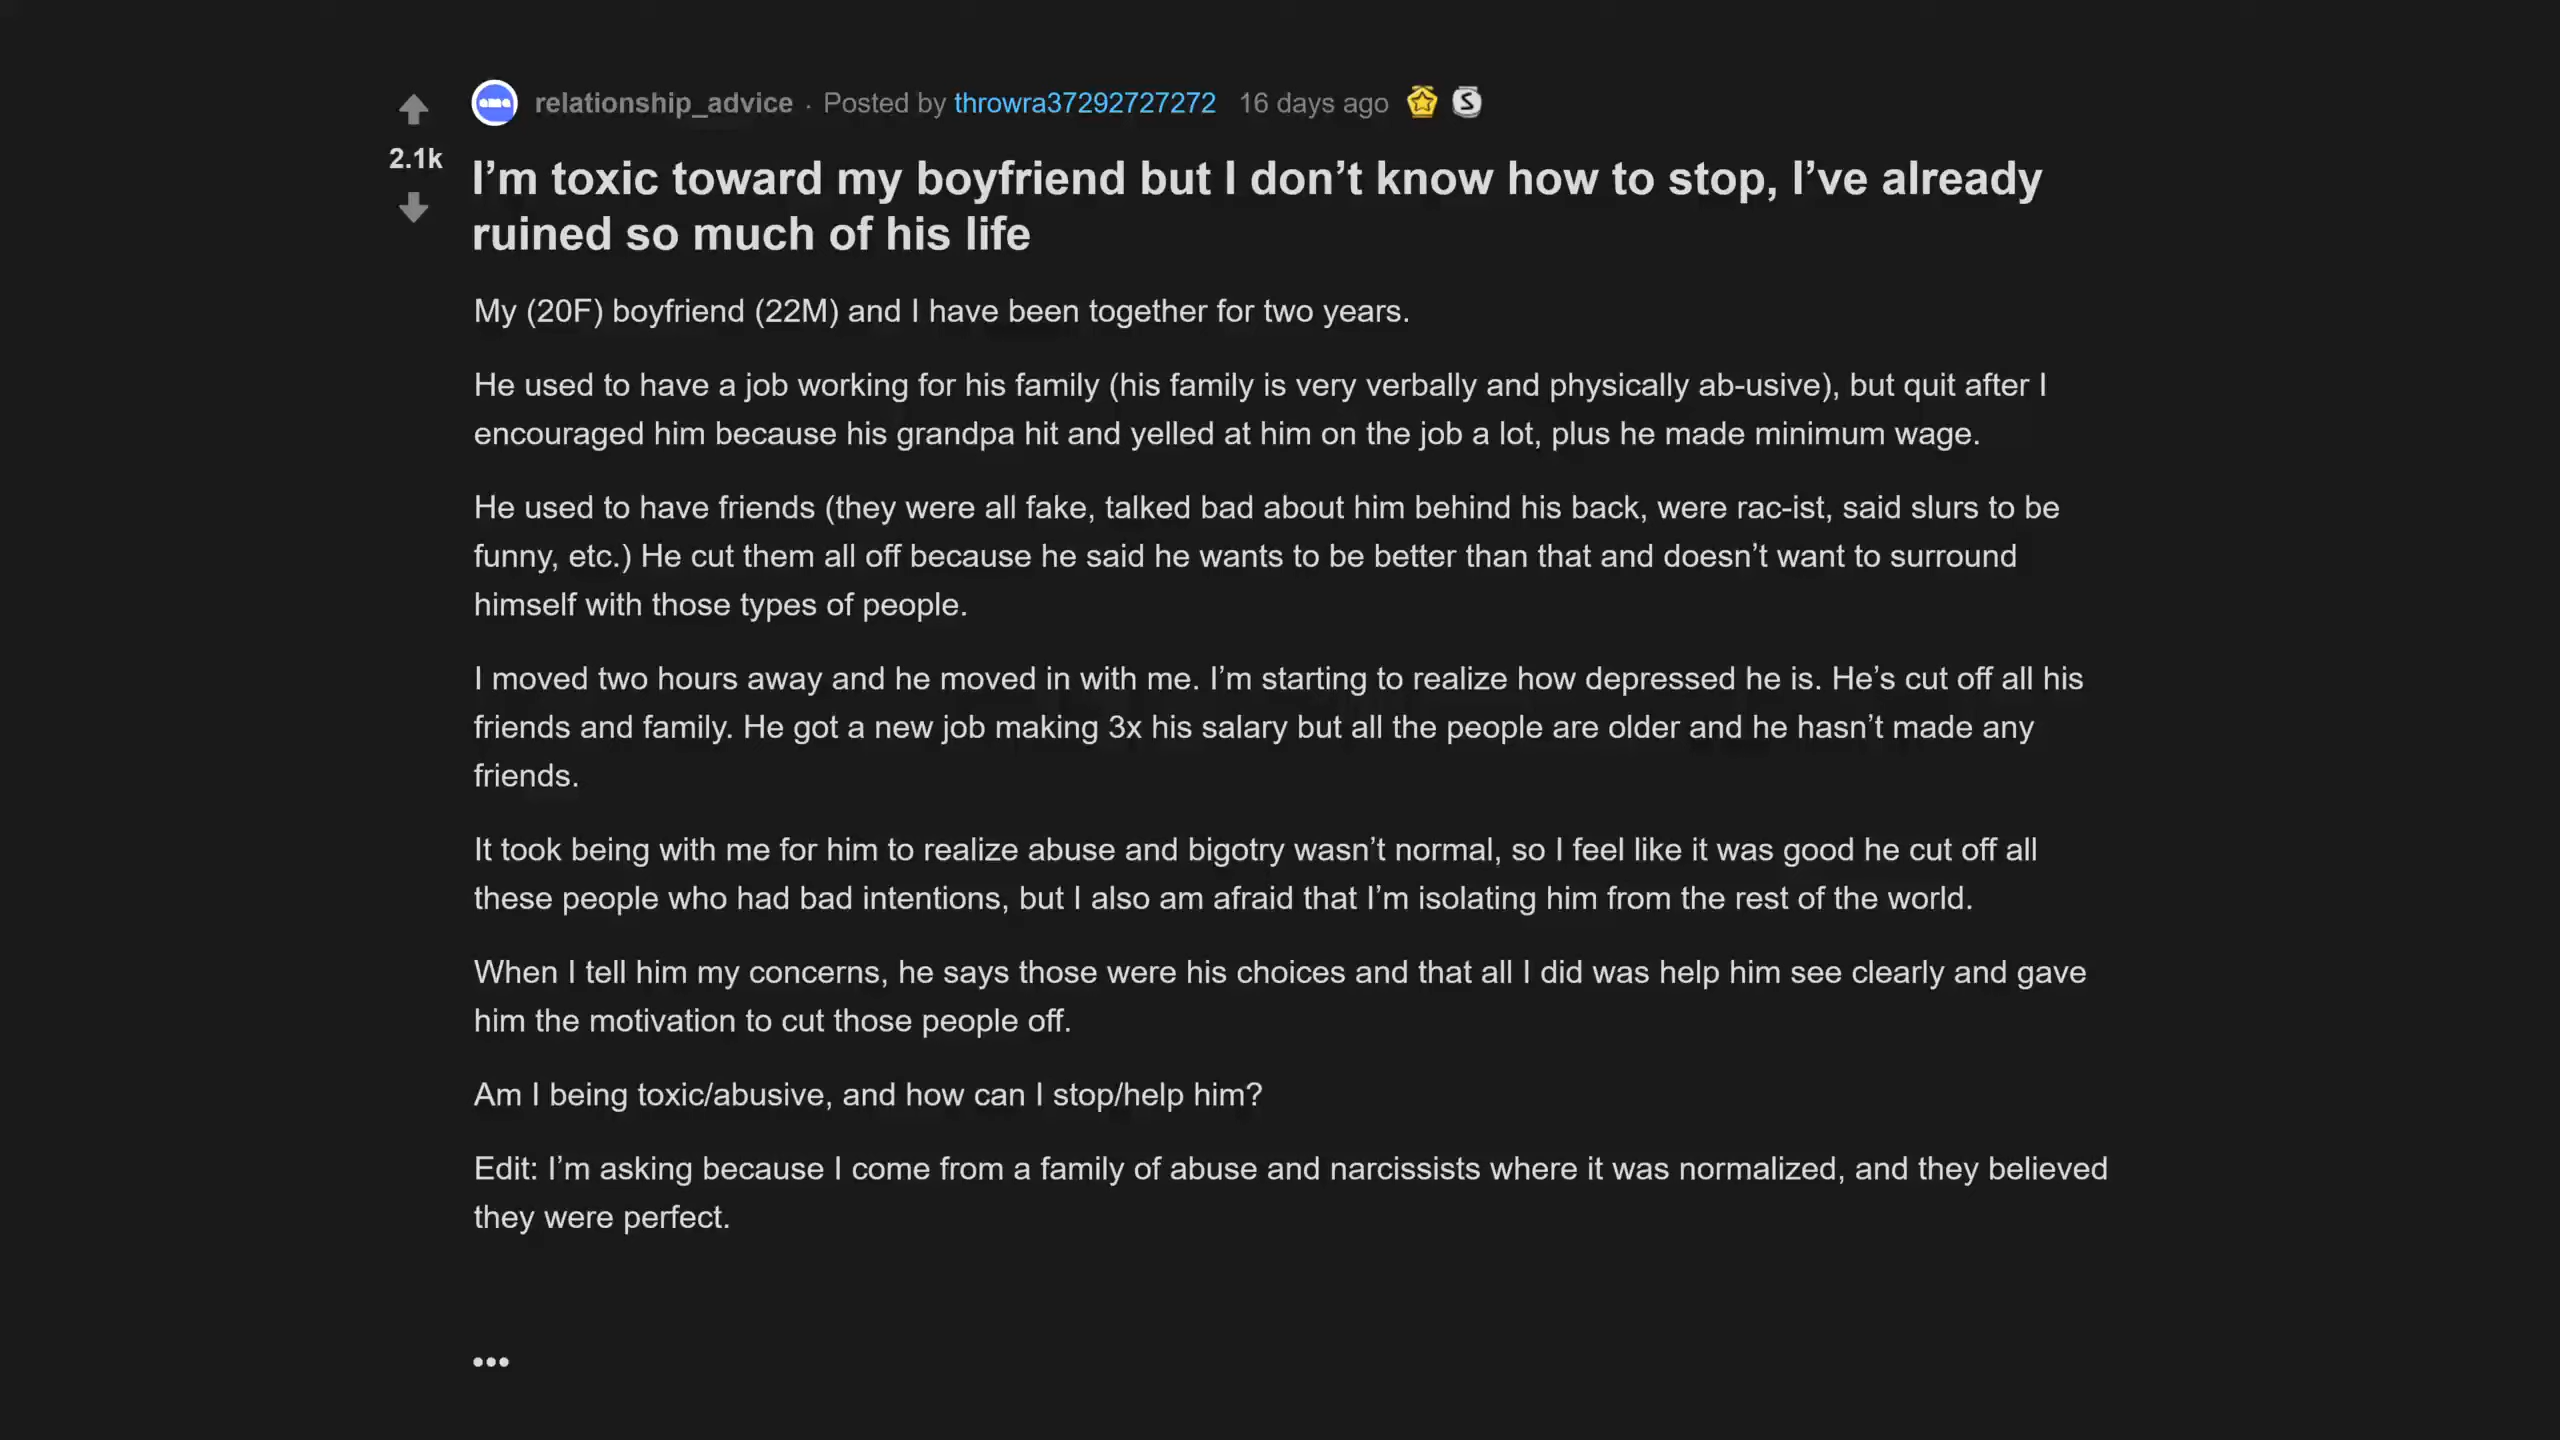 relationship_advice · Posted by throwra37292727272 16 days ago
2.1k
I’m toxic toward my boyfriend but I don’t know how to stop, I’ve already
ruined so much of his life
My (20F) boyfriend (22M) and I have been together for two years.
He used to have a job working for his family (his family is very verbally and physically ab-usive), but quit after I
encouraged him because his grandpa hit and yelled at him on the job a lot, plus he made minimum wage.
He used to have friends (they were all fake, talked bad about him behind his back, were rac-ist, said slurs to be
funny, etc.) He cut them all off because he said he wants to be better than that and doesn’t want to surround
himself with those types of people.
I moved two hours away and he moved in with me. I’m starting to realize how depressed he is. He’s cut off all his
friends and family. He got a new job making 3x his salary but all the people are older and he hasn’t made any
friends.
It took being with me for him to realize abuse and bigotry wasn’t normal, so I feel like it was good he cut off all
these people who had bad intentions, but I also am afraid that I’m isolating him from the rest of the world.
When I tell him my concerns, he says those were his choices and that all I did was help him see clearly and gave
him the motivation to cut those people off.
Am I being toxic/abusive, and how can I stop/help him?
Edit: I’m asking because I come from a family of abuse and narcissists where it was normalized, and they believed
they were perfect.